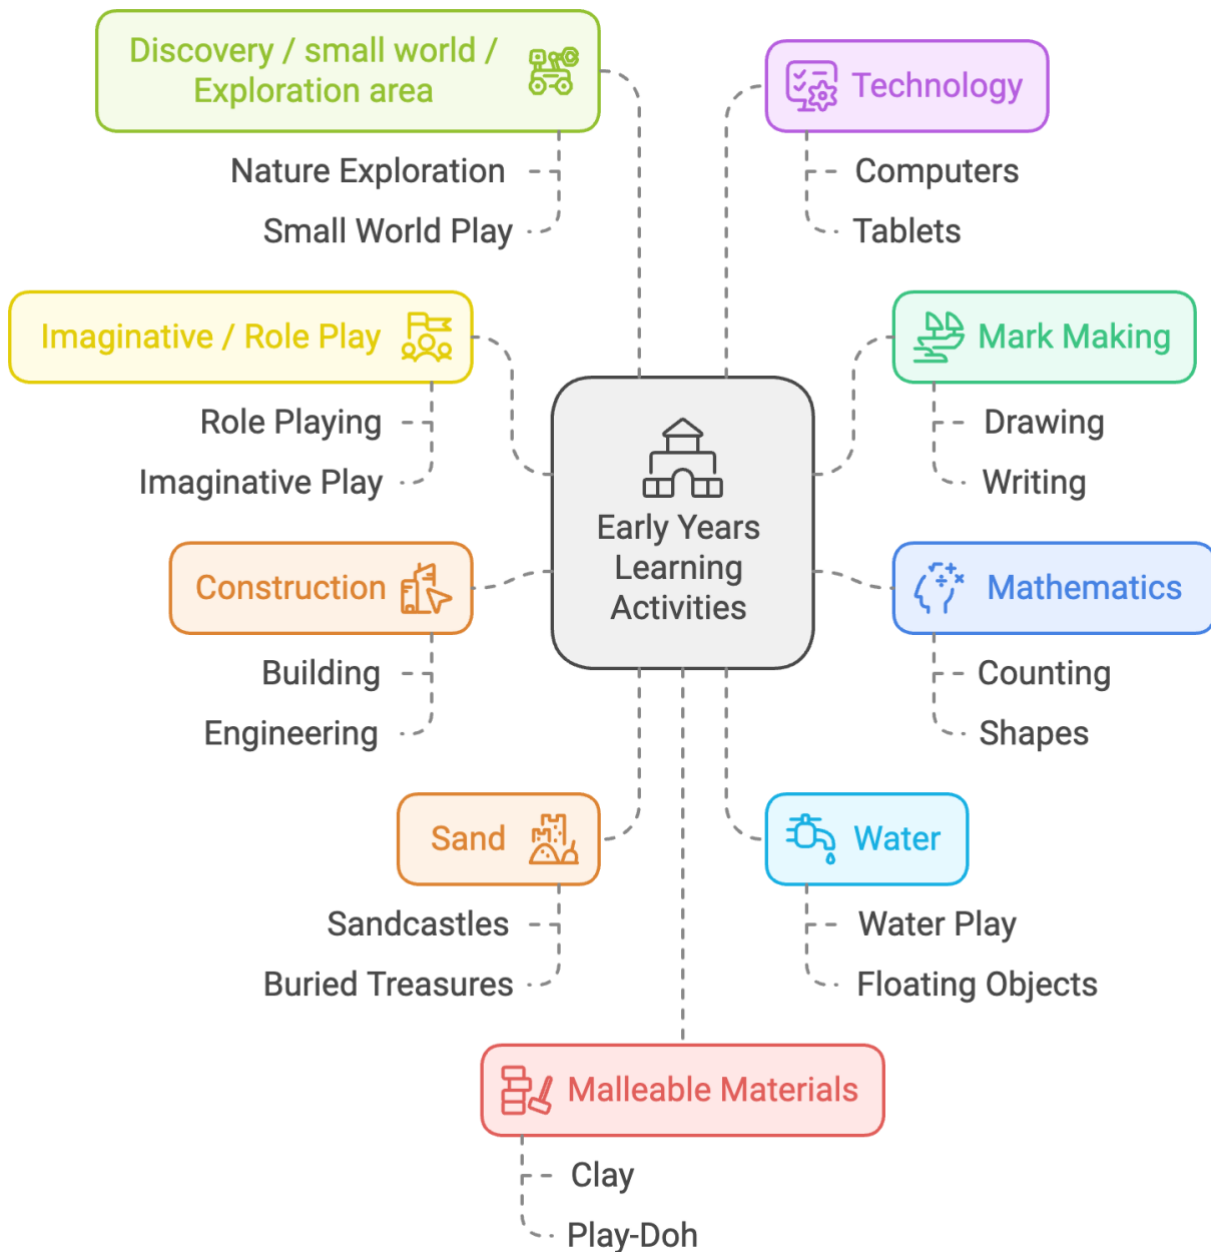 Discovery / small world /
Exploration area
Nature Exploration
Small World Play
Technology
Computers
Tablets
Imaginative / Role Play
Role Playing
Imaginative Play
Mark Making
Drawing
Writing
Early Years
Learning
Activities
Construction
Building
Engineering
Mathematics
Counting
Shapes
Sand
Sandcastles
Buried Treasures
Water
Water Play
Floating Objects
Malleable Materials
Clay
Play-Doh